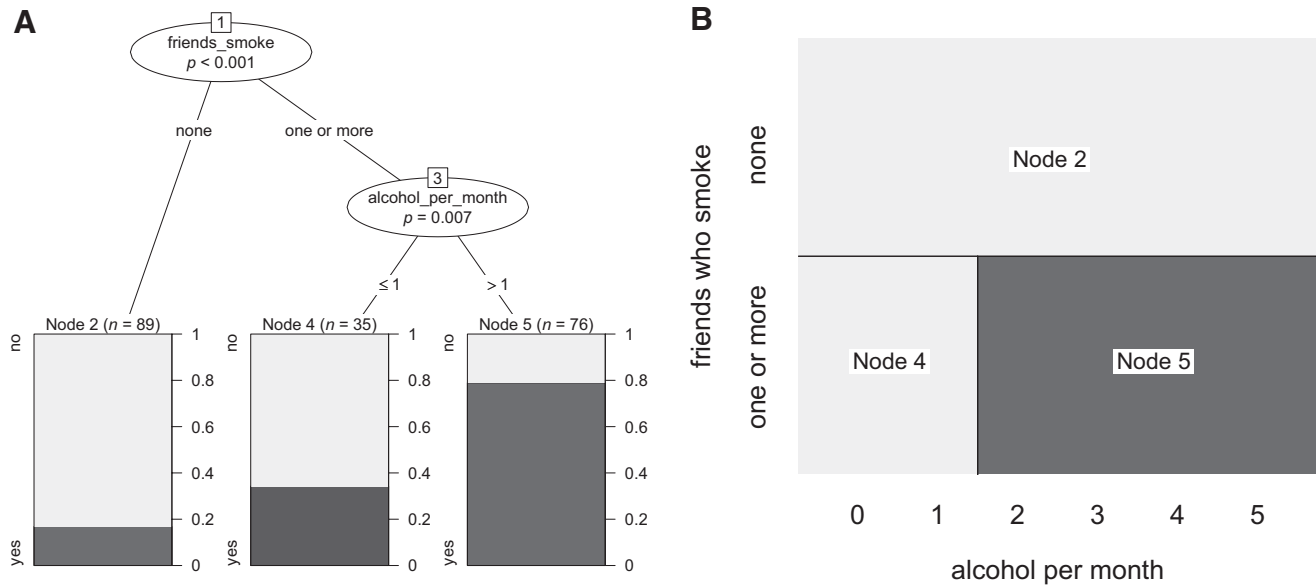 A
1
friends_smoke
p < 0.001
none
one or more
3
alcohol_per_month
p = 0.007
≤ 1
> 1
Node 2 (n = 89)
no
yes
1
0.8
0.6
0.4
0.2
0
Node 4 (n = 35)
no
yes
1
0.8
0.6
0.4
0.2
0
Node 5 (n = 76)
no
yes
1
0.8
0.6
0.4
0.2
0
B
friends who smoke
none
one or more
Node 2
Node 4
Node 5
0 1 2 3 4 5
alcohol per month